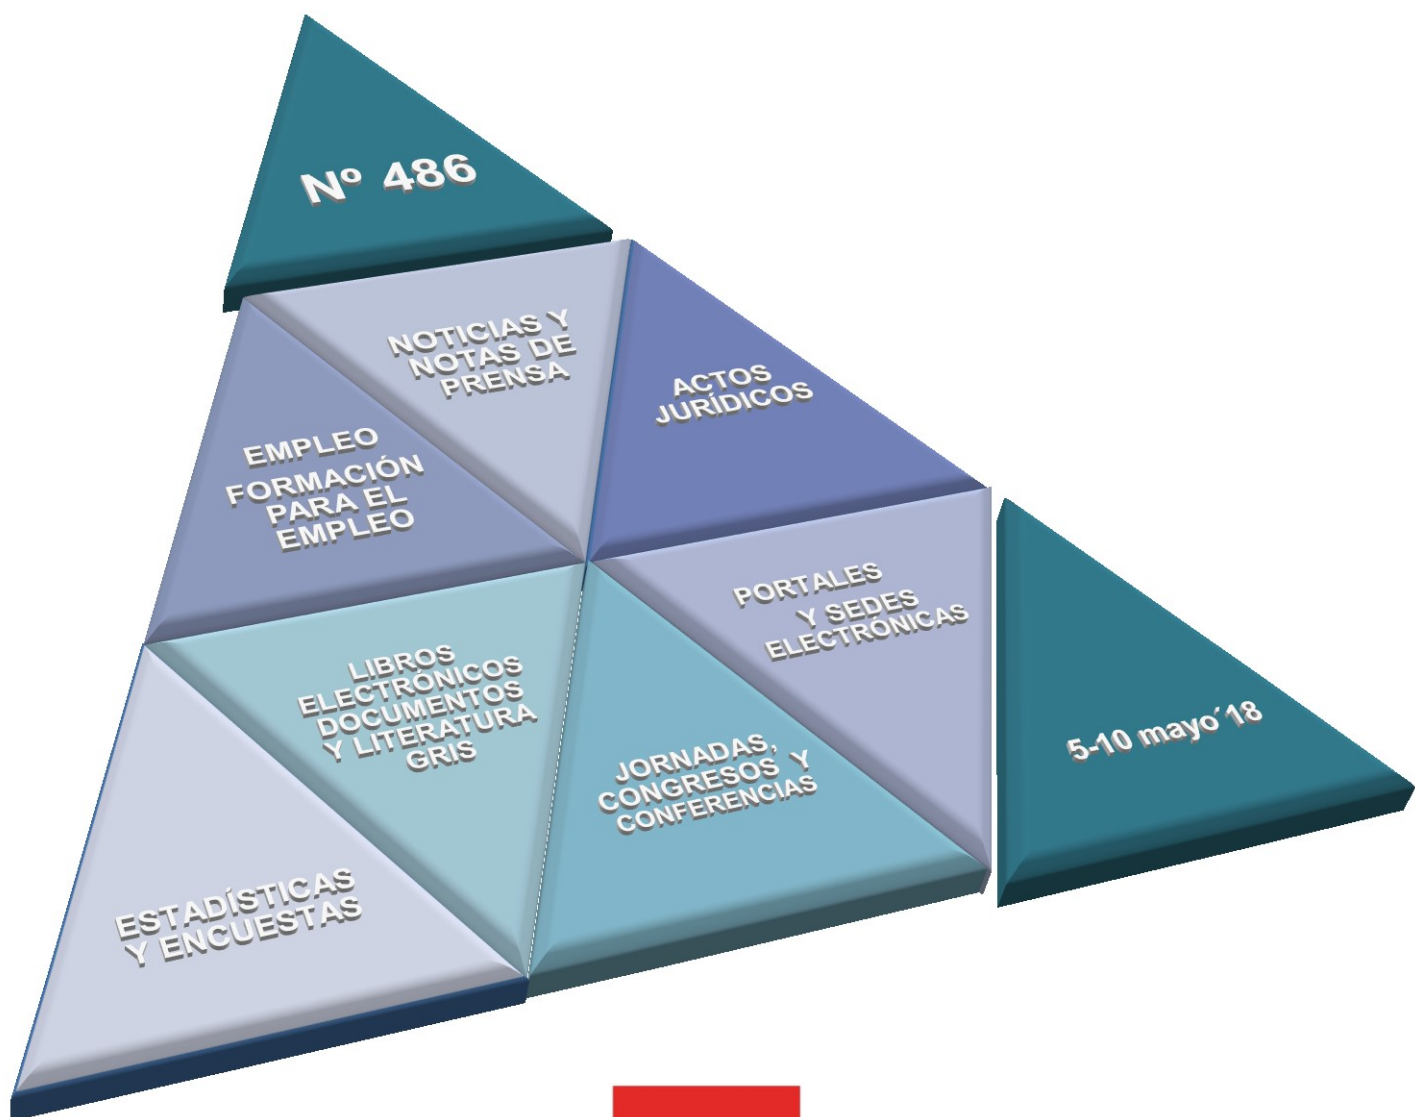 Nº 486
NOTICIAS Y
NOTAS DE
PRENSA
ACTOS
JURÍDICOS
EMPLEO
FORMACIÓN
PARA EL
EMPLEO
PORTALES
Y SEDES
ELECTRÓNICAS
LIBROS
ELECTRÓNICOS
DOCUMENTOS
Y LITERATURA
GRIS
JORNADAS,
CONGRESOS Y
CONFERENCIAS
5-10 mayo´18
ESTADÍSTICAS
Y ENCUESTAS